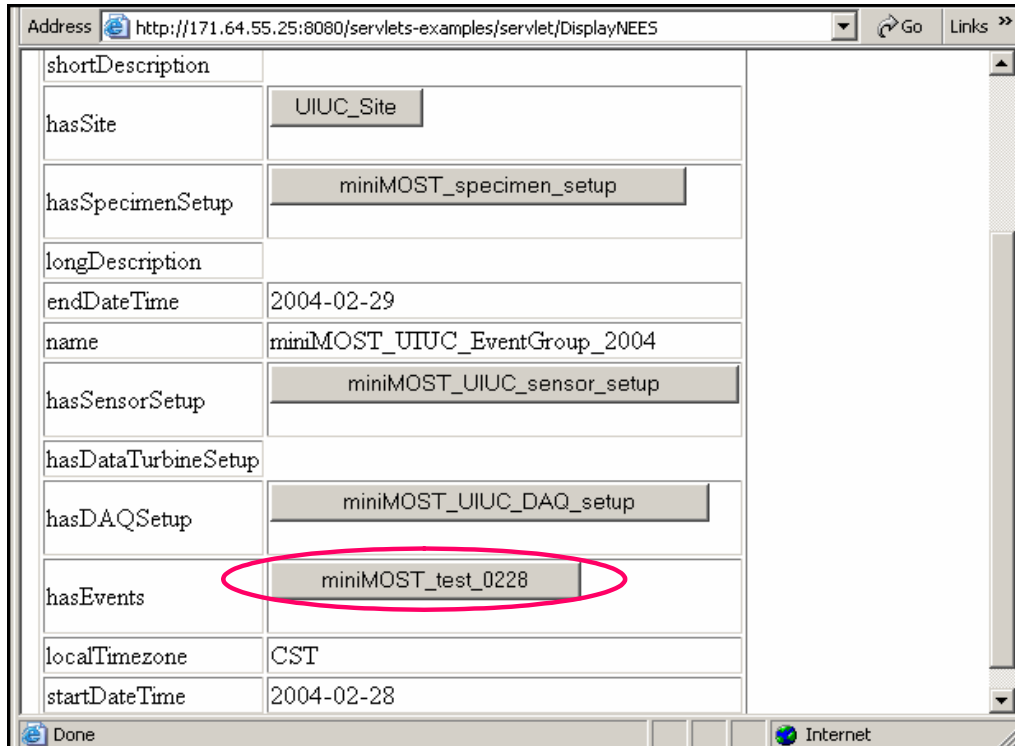 Address http://171.64.55.25:8080/servlets-examples/servlet/DisplayNEES Go Links »
shortDescription
hasSite UIUC_Site
hasSpecimenSetup miniMOST_specimen_setup
longDescription
endDateTime 2004-02-29
name miniMOST_UIUC_EventGroup_2004
hasSensorSetup miniMOST_UIUC_sensor_setup
hasDataTurbineSetup
hasDAQSetup miniMOST_UIUC_DAQ_setup
hasEvents miniMOST_test_0228
localTimezone CST
startDateTime 2004-02-28
Done Internet